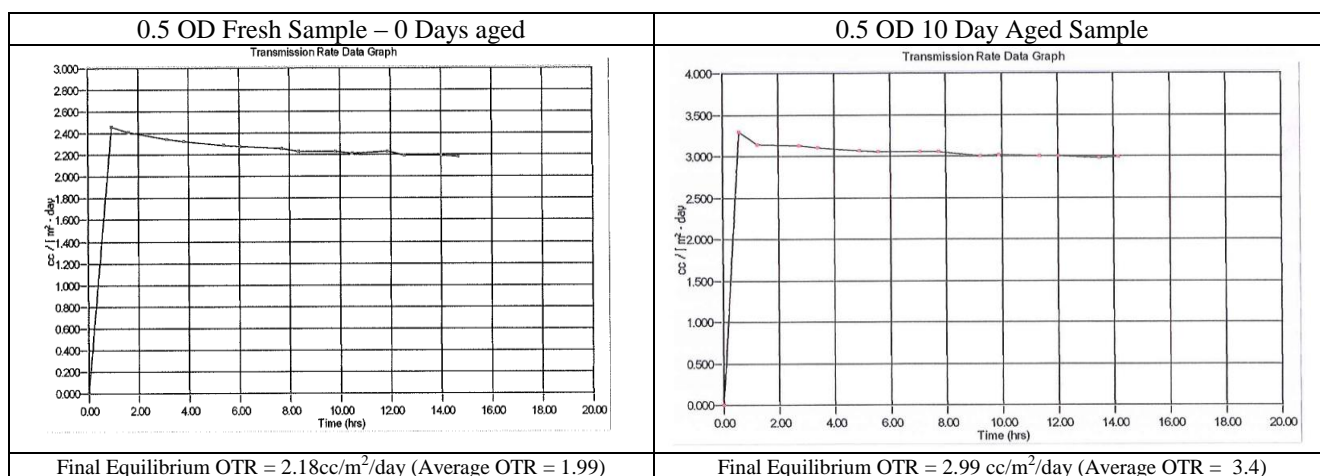 0.5 OD Fresh Sample – 0 Days aged
Transmission Rate Data Graph
3.000
2.800
2.600
2.400
2.200
2.000
1.800
1.600
1.400
1.200
1.000
0.800
0.600
0.400
0.200
0.000
cc / [ m² - day
0.00 2.00 4.00 6.00 8.00 10.00 12.00 14.00 16.00 18.00 20.00
Time (hrs)
Final Equilibrium OTR = 2.18cc/m²/day (Average OTR = 1.99)
0.5 OD 10 Day Aged Sample
Transmission Rate Data Graph
4.000
3.500
3.000
2.500
2.000
1.500
1.000
0.500
0.000
cc / [ m² - day
0.00 2.00 4.00 6.00 8.00 10.00 12.00 14.00 16.00 18.00 20.00
Time (hrs)
Final Equilibrium OTR = 2.99 cc/m²/day (Average OTR = 3.4)